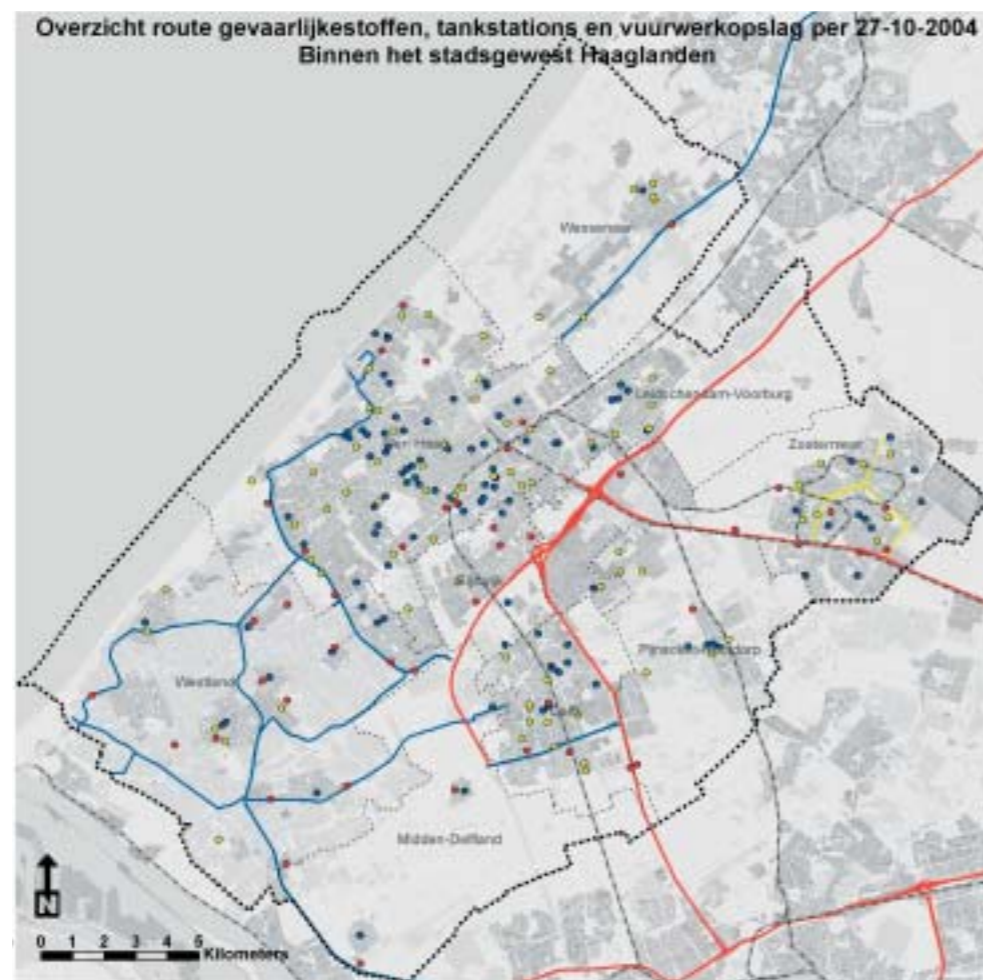 Overzicht route gevaarlijkestoffen, tankstations en vuurwerkopslag per 27-10-2004
Binnen het stadsgewest Haaglanden
Wassenaar
Leidschendam-Voorburg
Zoetermeer
Den Haag
Rijswijk
Pijnacker-Nootdorp
Westland
Midden-Delfland
N
0 1 2 3 4 5
Kilometers